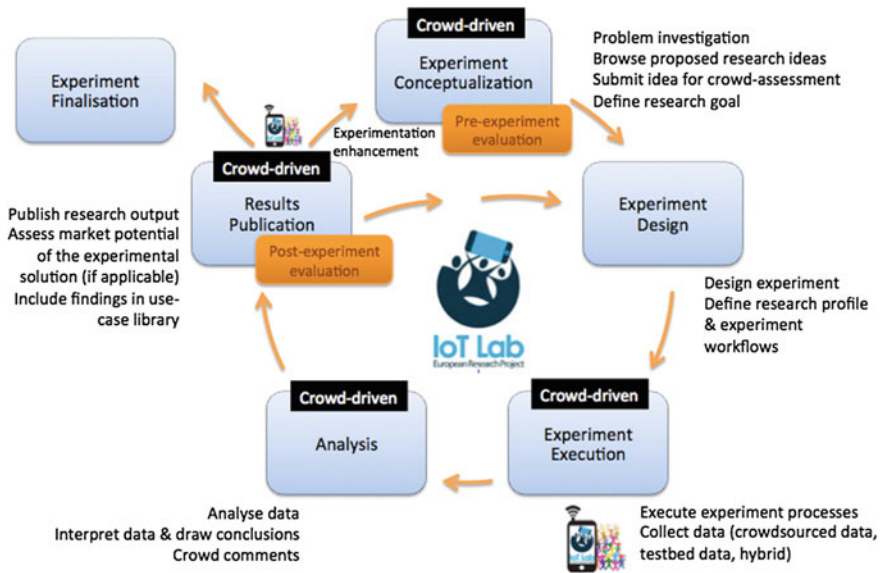 Crowd-driven
Experiment
Conceptualization
Pre-experiment
evaluation
Problem investigation
Browse proposed research ideas
Submit idea for crowd-assessment
Define research goal
Experiment
Finalisation
Experimentation
enhancement
Crowd-driven
Results
Publication
Post-experiment
evaluation
Publish research output
Assess market potential
of the experimental
solution (if applicable)
Include findings in use-
case library
Experiment
Design
Design experiment
Define research profile
& experiment
workflows
IoT Lab
European Research Project
Crowd-driven
Analysis
Analyse data
Interpret data & draw conclusions
Crowd comments
Crowd-driven
Experiment
Execution
Execute experiment processes
Collect data (crowdsourced data,
testbed data, hybrid)